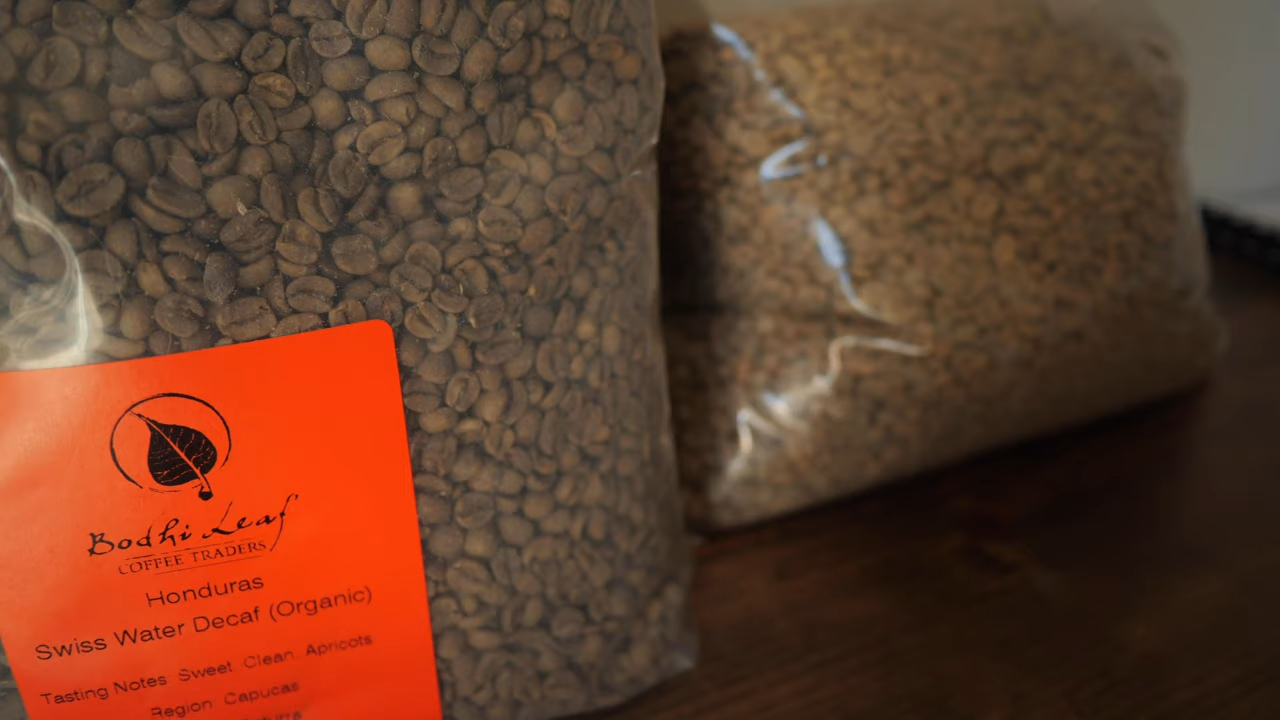 Bodhi Leaf
COFFEE TRADERS
Honduras
Swiss Water Decaf (Organic)
Tasting Notes Sweet Clean. Apricots
Region Capucas